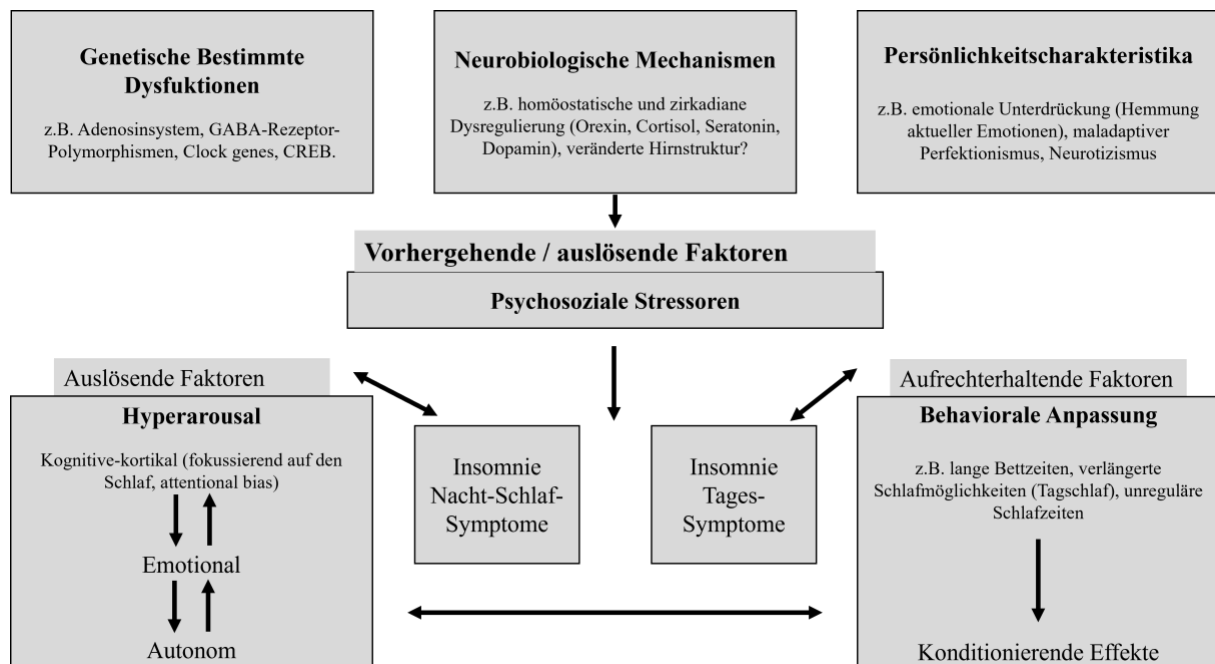 Genetische Bestimmte
Dysfuktionen
z.B. Adenosinsystem, GABA-Rezeptor-
Polymorphismen, Clock genes, CREB.
Neurobiologische Mechanismen
z.B. homöostatische und zirkadiane
Dysregulierung (Orexin, Cortisol, Seratonin,
Dopamin), veränderte Hirnstruktur?
Persönlichkeitscharakteristika
z.B. emotionale Unterdrückung (Hemmung
aktueller Emotionen), maladaptiver
Perfektionismus, Neurotizismus
Vorhergehende / auslösende Faktoren
Psychosoziale Stressoren
Auslösende Faktoren
Hyperarousal
Kognitive-kortikal (fokussierend auf den
Schlaf, attentional bias)
Emotional
Autonom
Insomnie
Nacht-Schlaf-
Symptome
Insomnie
Tages-
Symptome
Aufrechterhaltende Faktoren
Behaviorale Anpassung
z.B. lange Bettzeiten, verlängerte
Schlafmöglichkeiten (Tagschlaf), unreguläre
Schlafzeiten
Konditionierende Effekte